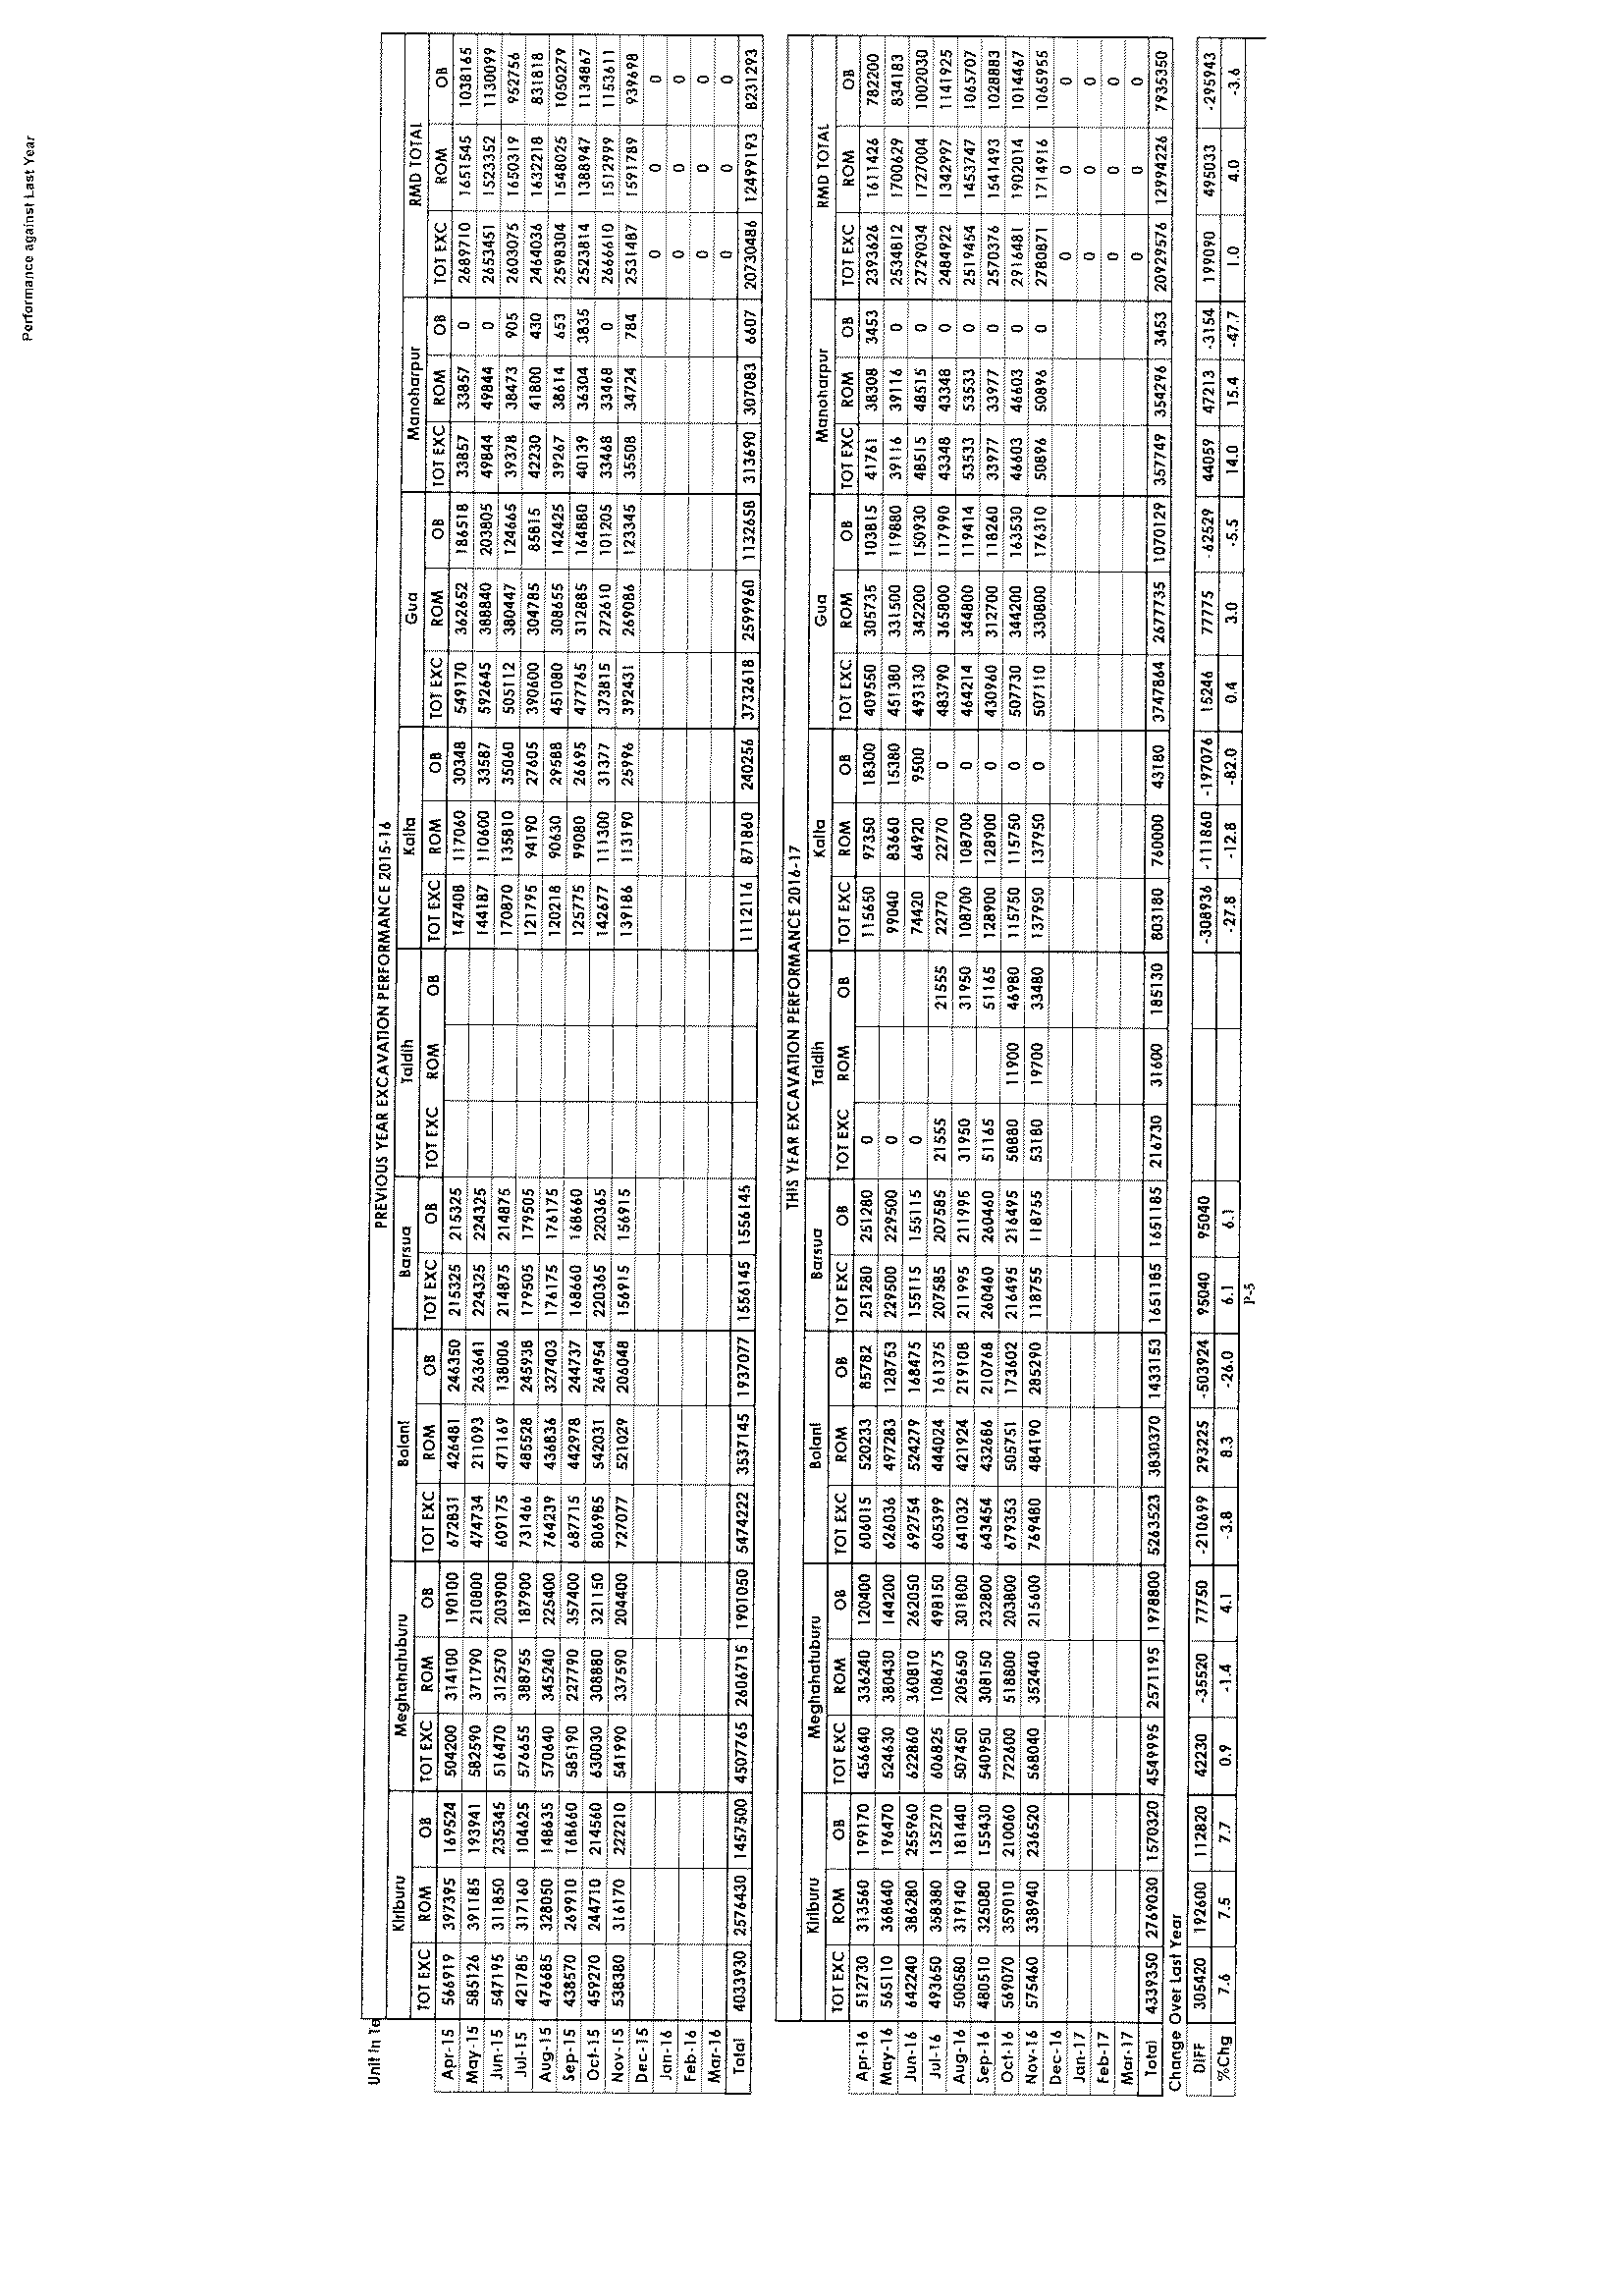 Performance against Last Year
PREVIOUS YEAR EXCAVATION PERFORMANCE 2015-16
Unit in Te
Kiriburu Meghahatuburu Bolani Barsua Taldih Kalta Gua Manoharpur RMD TOTAL
TOT EXC ROM OB TOT EXC ROM OB TOT EXC ROM OB TOT EXC OB TOT EXC ROM OB TOT EXC ROM OB TOT EXC ROM OB TOT EXC ROM OB TOT EXC ROM OB
Apr-15 566919 397395 169524 504200 314100 190100 672831 426481 246350 215325 215325 147408 117060 30348 549170 362652 186518 33857 33857 0 2689710 1651545 1038165
May-15 585126 391185 193941 582590 371790 210800 474734 211093 263641 224325 224325 144187 110600 33587 592645 388840 203805 49844 49844 0 2653451 1523352 1130099
Jun-15 547195 311850 235345 516470 312570 203900 609175 471169 138006 214875 214875 170870 135810 35060 505112 380447 124665 39378 38473 905 2603075 1650319 952756
Jul-15 421785 317160 104625 576655 388755 187900 731466 485528 245938 179505 179505 121795 94190 27605 390600 304785 85815 42230 41800 430 2464036 1632218 831818
Aug-15 476685 328050 148635 570640 345240 225400 764239 436836 327403 176175 176175 120218 90630 29588 451080 308655 142425 39267 38614 653 2598304 1548025 1050279
Sep-15 438570 269910 168660 585190 227790 357400 687715 442978 244737 168660 168660 125775 99080 26695 477765 312885 164880 40139 36304 3835 2523814 1388947 1134867
Oct-15 459270 244710 214560 630030 308880 321150 806985 542031 264954 220365 220365 142677 111300 31377 373815 272610 101205 33468 33468 0 2666610 1512999 1153611
Nov-15 538380 316170 222210 541990 337590 204400 727077 521029 206048 156915 156915 139186 113190 25996 392431 269086 123345 35508 34724 784 2531487 1591789 939698
Dec-15 0 0 0
Jan-16 0 0 0
Feb-16 0 0 0
Mar-16 0 0 0
Total 4033930 2576430 1457500 4507765 2606715 1901050 5474222 3537145 1937077 1556145 1556145 1112116 871860 240256 3732618 2599960 1132658 313690 307083 6607 20730486 12499193 8231293
THIS YEAR EXCAVATION PERFORMANCE 2016-17
Kiriburu Meghahatuburu Bolani Barsua Taldih Kalta Gua Manoharpur RMD TOTAL
TOT EXC ROM OB TOT EXC ROM OB TOT EXC ROM OB TOT EXC OB TOT EXC ROM OB TOT EXC ROM OB TOT EXC ROM OB TOT EXC ROM OB TOT EXC ROM OB
Apr-16 512730 313560 199170 456640 336240 120400 606015 520233 85782 251280 251280 0 115650 97350 18300 409550 305735 103815 41761 38308 3453 2393626 1611426 782200
May-16 565110 368640 196470 524630 380430 144200 626036 497283 128753 229500 229500 0 99040 83660 15380 451380 331500 119880 39116 39116 0 2534812 1700629 834183
Jun-16 642240 386280 255960 622860 360810 262050 692754 524279 168475 155115 155115 0 74420 64920 9500 493130 342200 150930 48515 48515 0 2729034 1727004 1002030
Jul-16 493650 358380 135270 606825 108675 498150 605399 444024 161375 207585 207585 21555 21555 22770 22770 0 483790 365800 117990 43348 43348 0 2484922 1342997 1141925
Aug-16 500580 319140 181440 507450 205650 301800 641032 421924 219108 211995 211995 31950 31950 108700 108700 0 464214 344800 119414 53533 53533 0 2519454 1453747 1065707
Sep-16 480510 325080 155430 540950 308150 232800 643454 432686 210768 260460 260460 51165 51165 128900 128900 0 430960 312700 118260 33977 33977 0 2570376 1541493 1028883
Oct-16 569070 359010 210060 722600 518800 203800 679353 505751 173602 216495 216495 58880 11900 46980 115750 115750 0 507730 344200 163530 46603 46603 0 2916481 1902014 1014467
Nov-16 575460 338940 236520 568040 352440 215600 769480 484190 285290 118755 118755 53180 19700 33480 137950 137950 0 507110 330800 176310 50896 50896 0 2780871 1714916 1065955
Dec-16 0 0 0
Jan-17 0 0 0
Feb-17 0 0 0
Mar-17 0 0 0
Total 4339350 2769030 1570320 4549995 2571195 1978800 5263523 3830370 1433153 1651185 1651185 216730 31600 185130 803180 760000 43180 3747864 2677735 1070129 357749 354296 3453 20929576 12994226 7935350
Change Over Last Year
DIFF 305420 192600 112820 42230 -35520 77750 -210699 293225 -503924 95040 95040 -308936 -111860 -197076 15246 77775 -62529 44059 47213 -3154 199090 495033 -295943
%Chg 7.6 7.5 7.7 0.9 -1.4 4.1 -3.8 8.3 -26.0 6.1 6.1 -27.8 -12.8 -82.0 0.4 3.0 -5.5 14.0 15.4 -47.7 1.0 4.0 -3.6
P-5